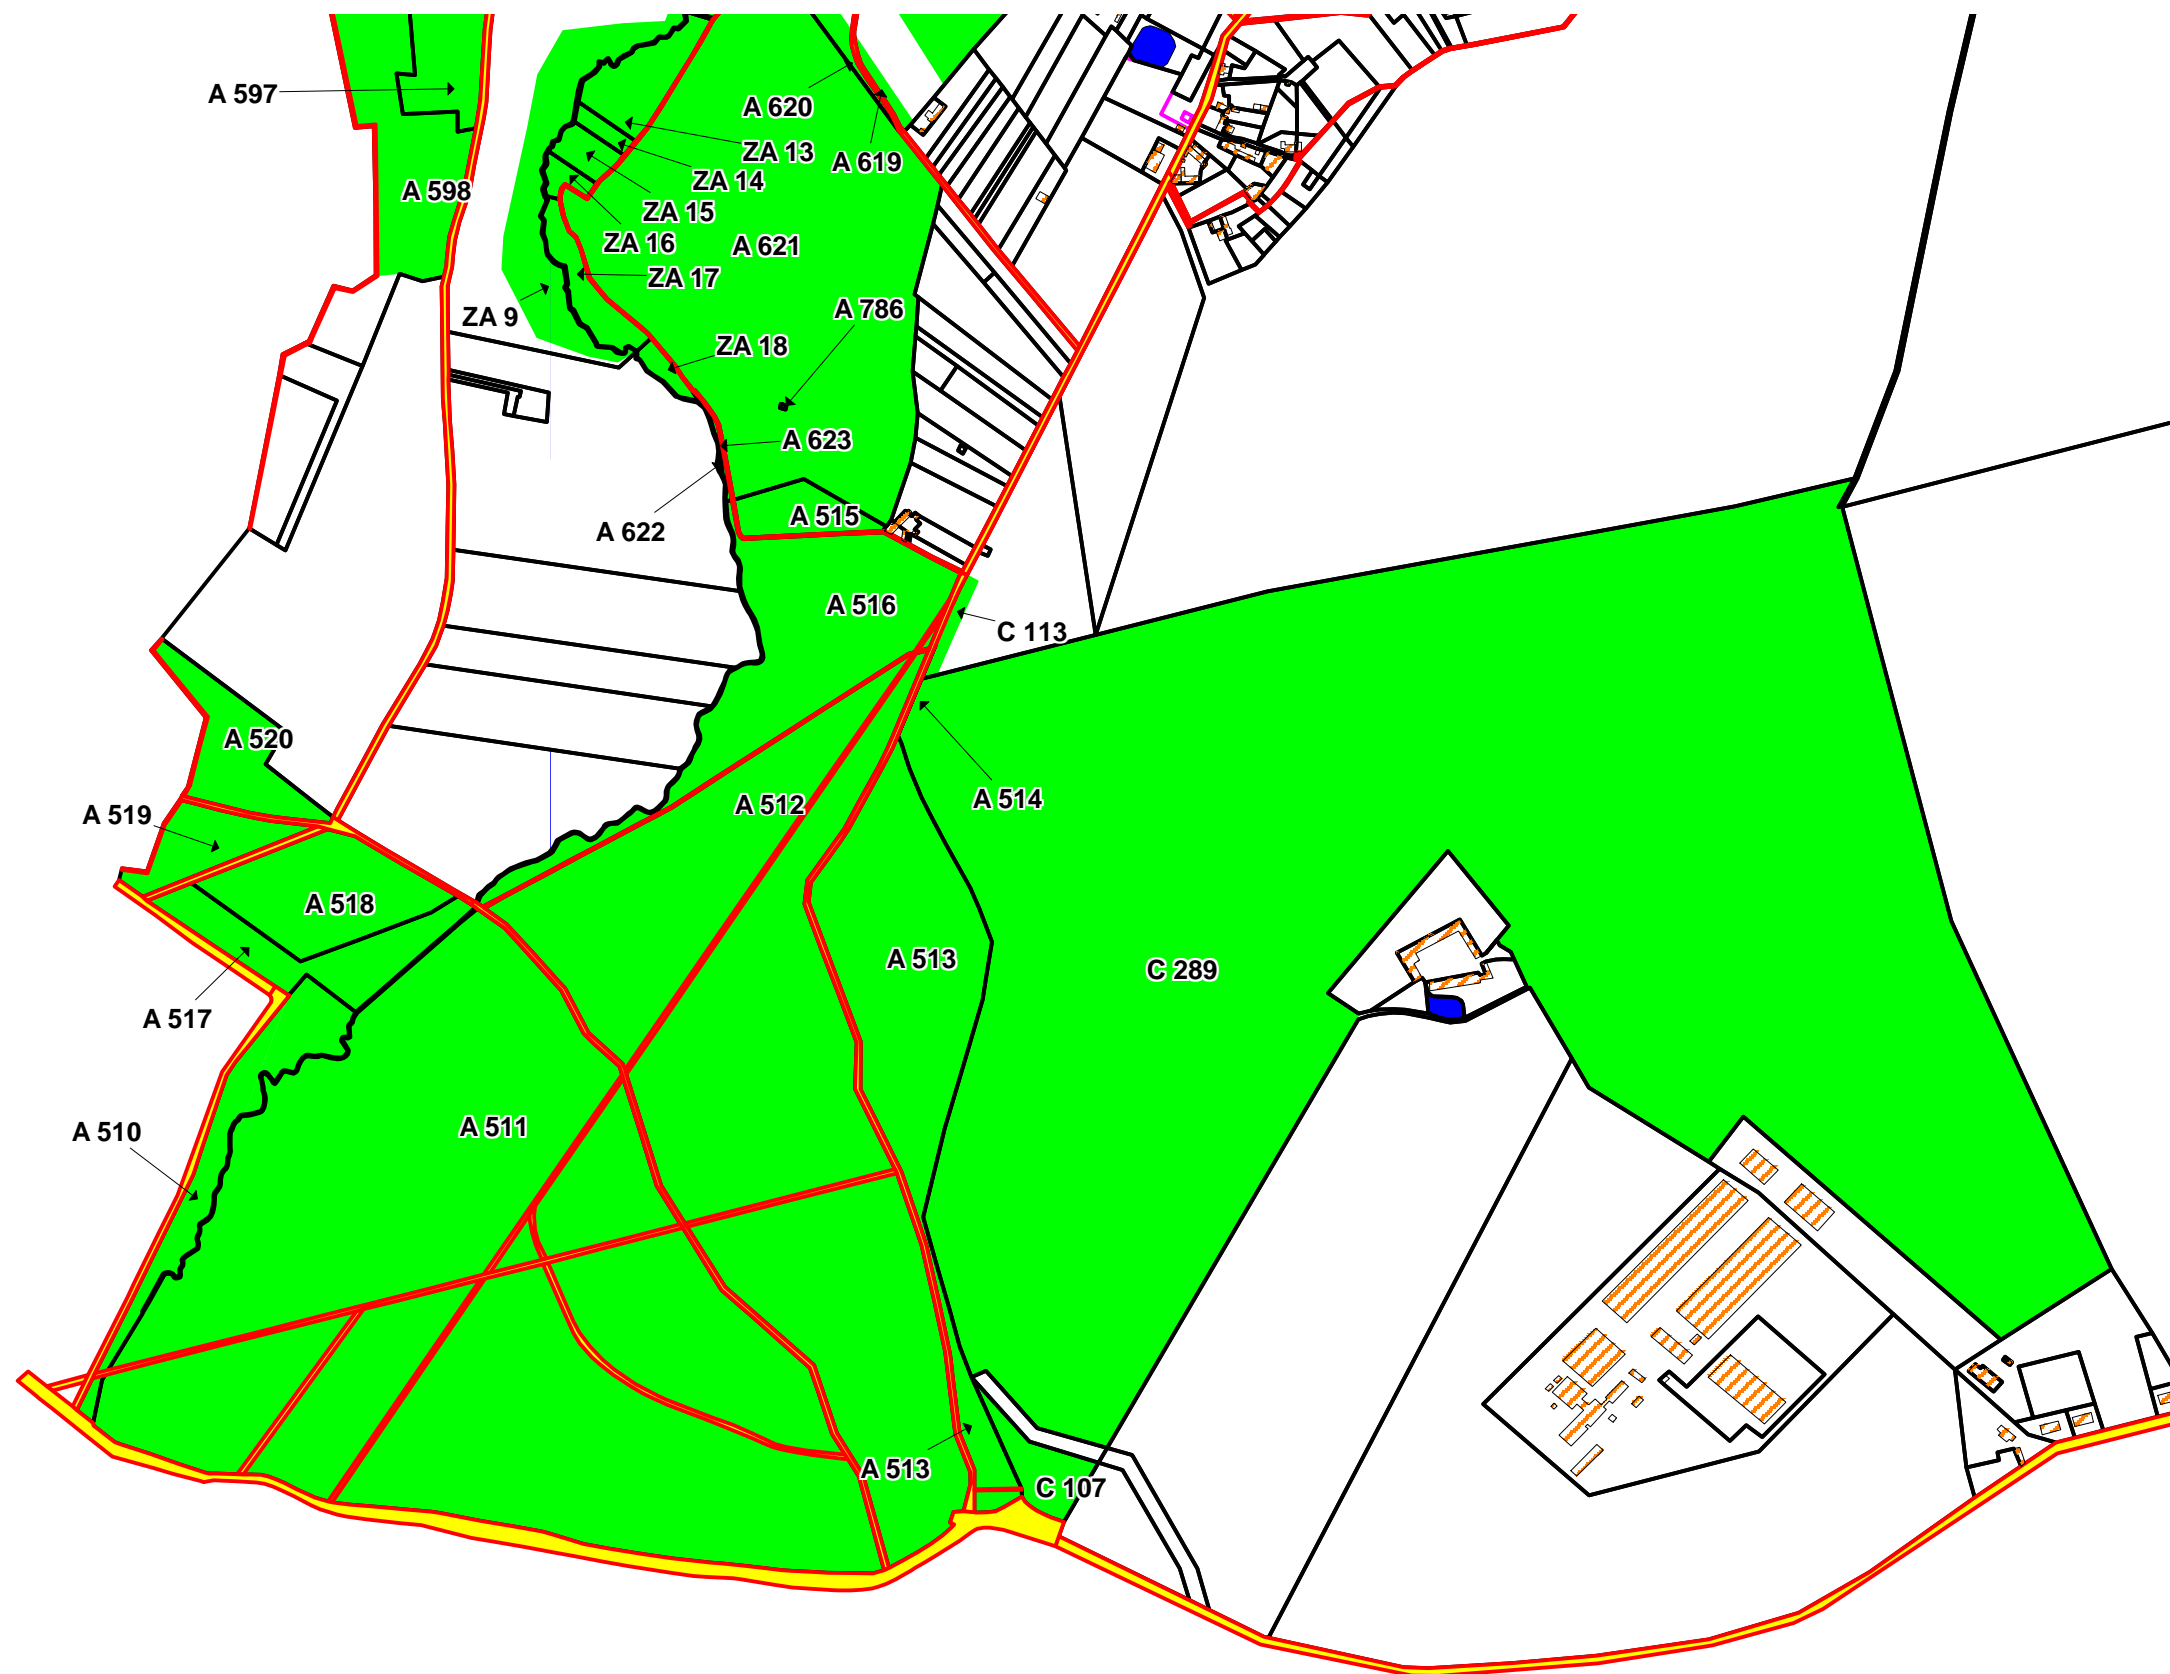 A 597
A 620
ZA 13
A 619
ZA 14
A 598
ZA 15
ZA 16
A 621
ZA 17
A 786
ZA 9
ZA 18
A 623
A 515
A 622
A 516
C 113
A 520
A 514
A 512
A 519
A 518
A 513
C 289
A 517
A 511
A 510
A 513
C 107